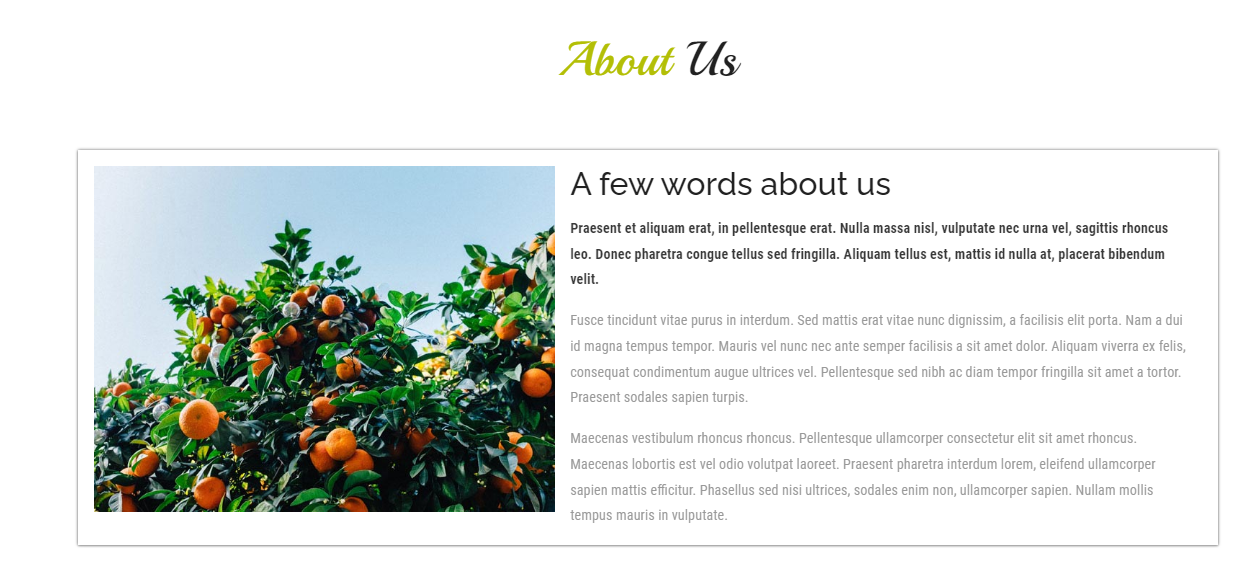 About Us
A few words about us
Praesent et aliquam erat, in pellentesque erat. Nulla massa nisl, vulputate nec urna vel, sagittis rhoncus
leo. Donec pharetra congue tellus sed fringilla. Aliquam tellus est, mattis id nulla at, placerat bibendum
velit.
Fusce tincidunt vitae purus in interdum. Sed mattis erat vitae nunc dignissim, a facilisis elit porta. Nam a dui
id magna tempus tempor. Mauris vel nunc nec ante semper facilisis a sit amet dolor. Aliquam viverra ex felis,
consequat condimentum augue ultrices vel. Pellentesque sed nibh ac diam tempor fringilla sit amet a tortor.
Praesent sodales sapien turpis.
Maecenas vestibulum rhoncus rhoncus. Pellentesque ullamcorper consectetur elit sit amet rhoncus.
Maecenas lobortis est vel odio volutpat laoreet. Praesent pharetra interdum lorem, eleifend ullamcorper
sapien mattis efficitur. Phasellus sed nisi ultrices, sodales enim non, ullamcorper sapien. Nullam mollis
tempus mauris in vulputate.